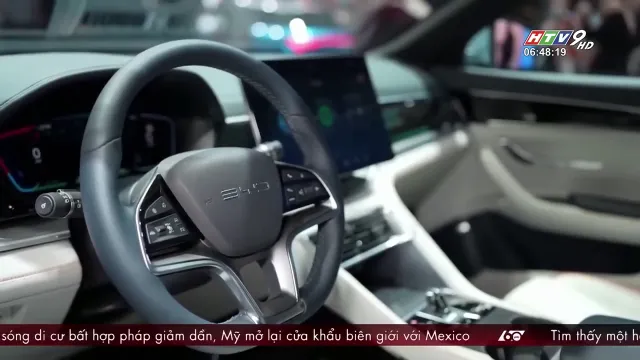 HTV9 HD
06:48:19
BYD
sóng di cư bất hợp pháp giảm dần, Mỹ mở lại cửa khẩu biên giới với Mexico
Tìm thấy một h